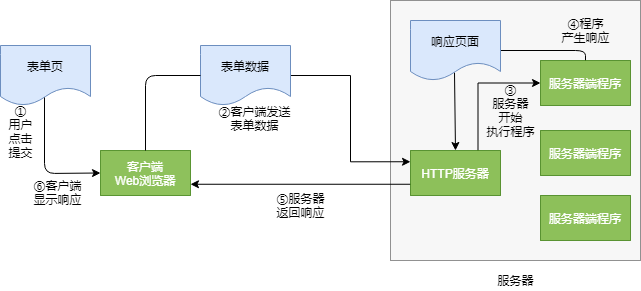 ④程序
产生响应
响应页面
表单页
表单数据
服务器端程序
①
用户
点击
提交
②客户端发送
表单数据
③
服务器
开始
执行程序
服务器端程序
客户端
Web浏览器
HTTP服务器
⑥客户端
显示响应
⑤服务器
返回响应
服务器端程序
服务器